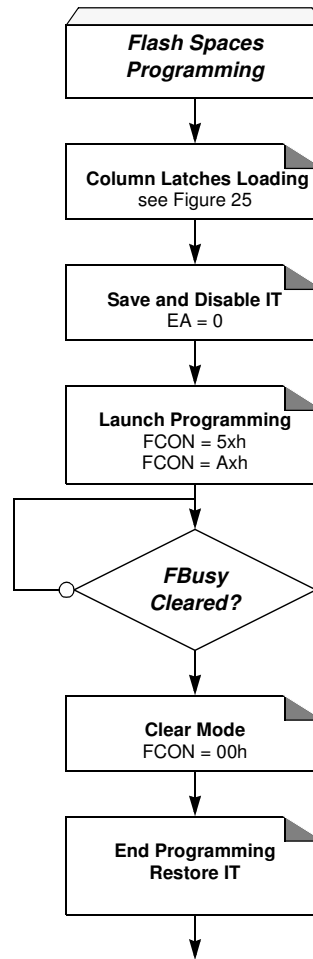 Flash Spaces
Programming
Column Latches Loading
see Figure 25
Save and Disable IT
EA = 0
Launch Programming
FCON = 5xh
FCON = Axh
FBusy
Cleared?
Clear Mode
FCON = 00h
End Programming
Restore IT